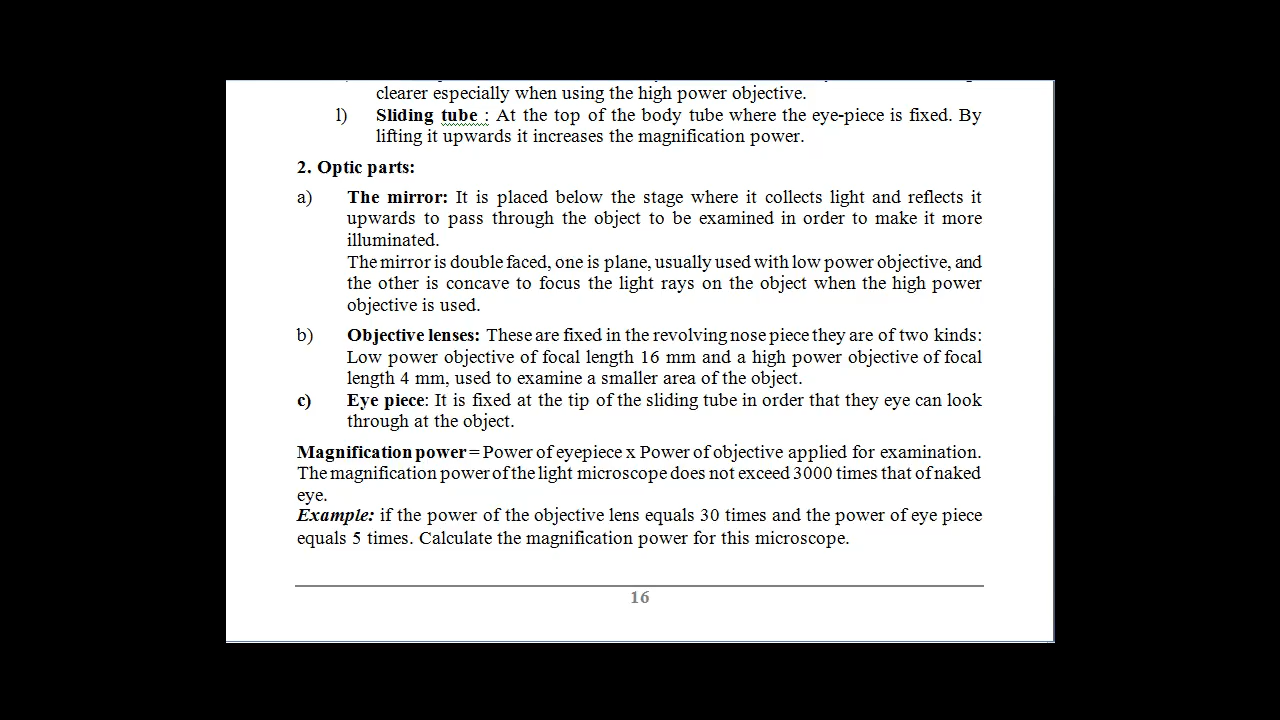 clearer especially when using the high power objective.
l) Sliding tube : At the top of the body tube where the eye-piece is fixed. By
lifting it upwards it increases the magnification power.
2. Optic parts:
a) The mirror: It is placed below the stage where it collects light and reflects it
upwards to pass through the object to be examined in order to make it more
illuminated.
The mirror is double faced, one is plane, usually used with low power objective, and
the other is concave to focus the light rays on the object when the high power
objective is used.
b) Objective lenses: These are fixed in the revolving nose piece they are of two kinds:
Low power objective of focal length 16 mm and a high power objective of focal
length 4 mm, used to examine a smaller area of the object.
c) Eye piece: It is fixed at the tip of the sliding tube in order that they eye can look
through at the object.
Magnification power = Power of eyepiece x Power of objective applied for examination.
The magnification power of the light microscope does not exceed 3000 times that of naked
eye.
Example: if the power of the objective lens equals 30 times and the power of eye piece
equals 5 times. Calculate the magnification power for this microscope.
16